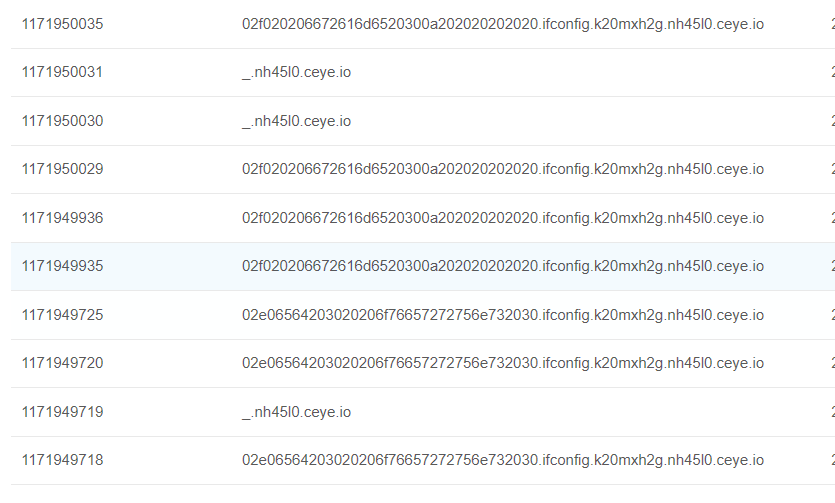 1171950035 02f020206672616d6520300a202020202020.ifconfig.k20mxh2g.nh45l0.ceye.io
1171950031 _.nh45l0.ceye.io
1171950030 _.nh45l0.ceye.io
1171950029 02f020206672616d6520300a202020202020.ifconfig.k20mxh2g.nh45l0.ceye.io
1171949936 02f020206672616d6520300a202020202020.ifconfig.k20mxh2g.nh45l0.ceye.io
1171949935 02f020206672616d6520300a202020202020.ifconfig.k20mxh2g.nh45l0.ceye.io
1171949725 02e06564203020206f76657272756e732030.ifconfig.k20mxh2g.nh45l0.ceye.io
1171949720 02e06564203020206f76657272756e732030.ifconfig.k20mxh2g.nh45l0.ceye.io
1171949719 _.nh45l0.ceye.io
1171949718 02e06564203020206f76657272756e732030.ifconfig.k20mxh2g.nh45l0.ceye.io